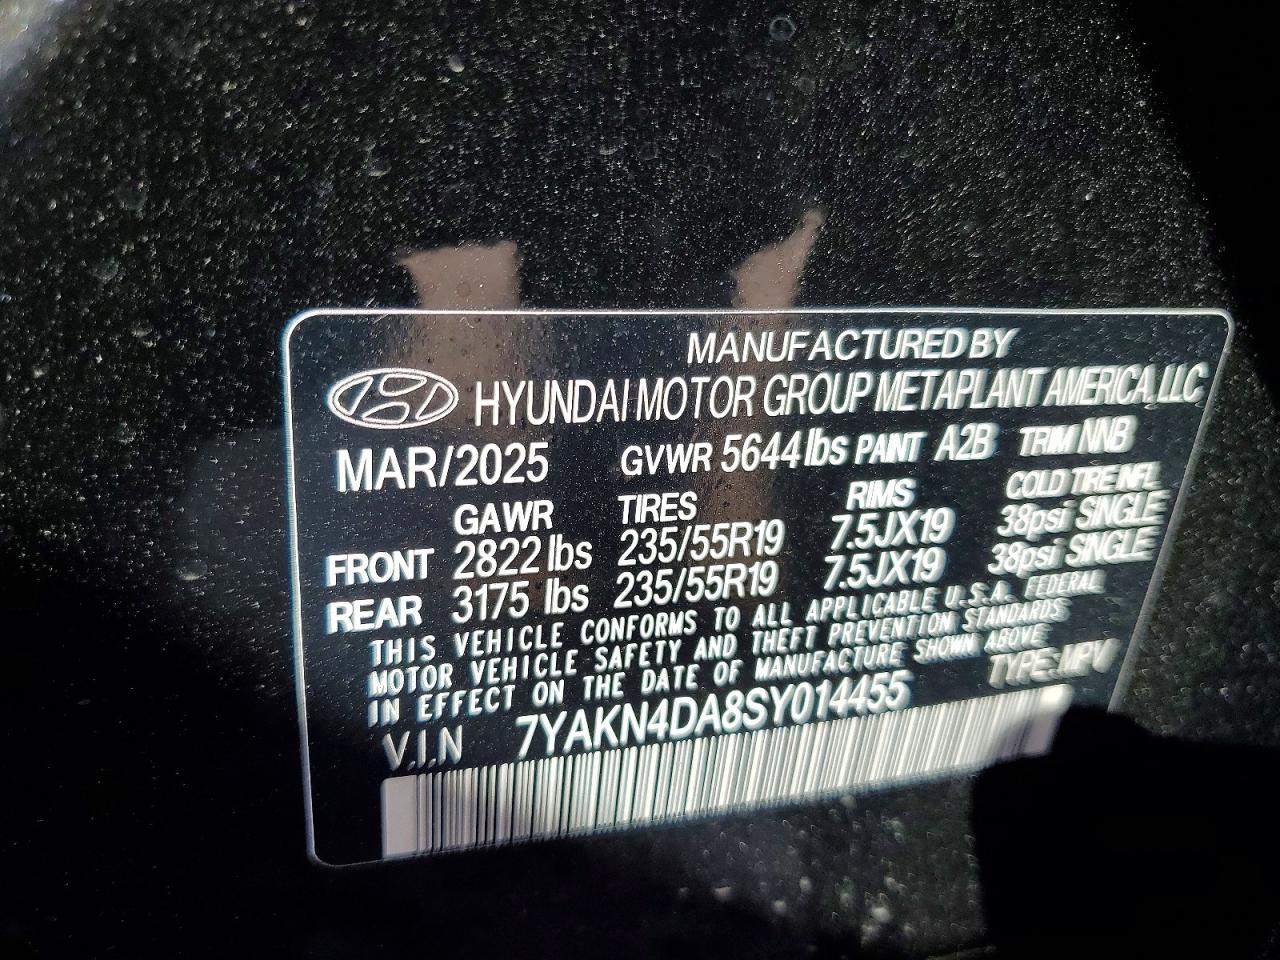 MANUFACTURED BY
HYUNDAI MOTOR GROUP METAPLANT AMERICA, LLC
MAR/2025 GVWR 5644 lbs PAINT A2B TRIM NNB
GAWR TIRES RIMS COLD TIRE NFL
FRONT 2822 lbs 235/55R19 7.5JX19 38psi SINGLE
REAR 3175 lbs 235/55R19 7.5JX19 38psi SINGLE
THIS VEHICLE CONFORMS TO ALL APPLICABLE U.S.A. FEDERAL
MOTOR VEHICLE SAFETY AND THEFT PREVENTION STANDARDS
IN EFFECT ON THE DATE OF MANUFACTURE SHOWN ABOVE
V.I.N 7YAKN4DA8SY014455 TYPE: MPV